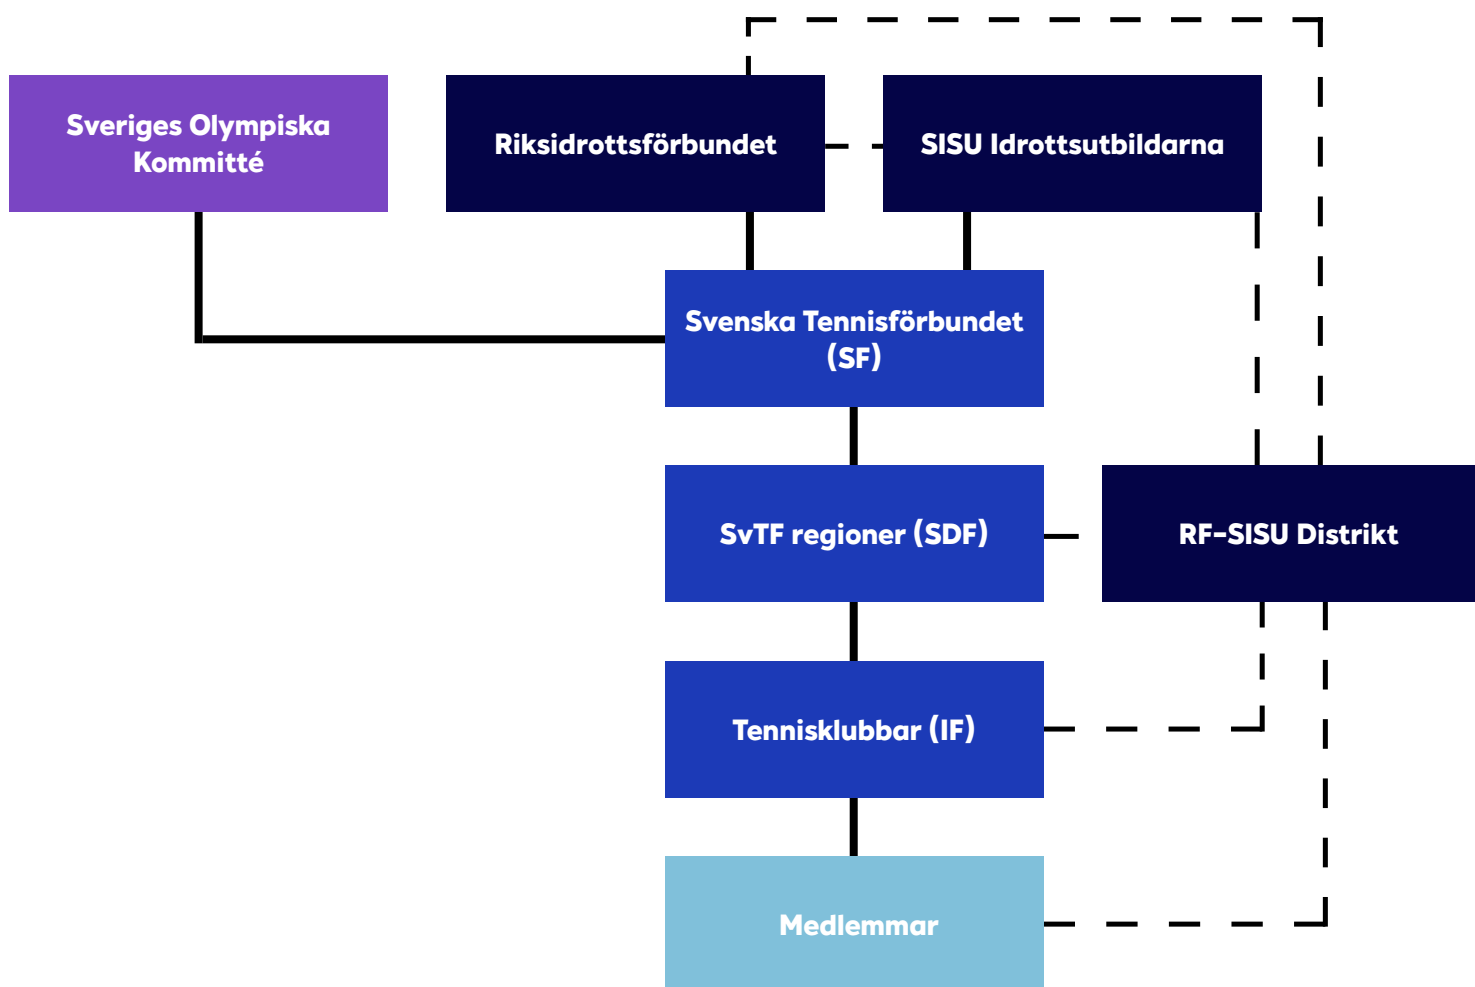 Sveriges Olympiska
Kommitté
Riksidrottsförbundet
SISU Idrottsutbildarna
Svenska Tennisförbundet
(SF)
SvTF regioner (SDF)
RF-SISU Distrikt
Tennisklubbar (IF)
Medlemmar